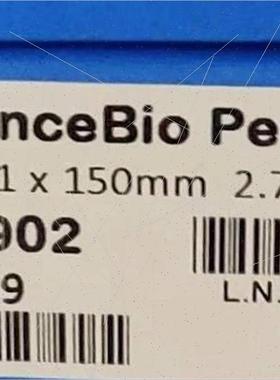 nceBio Pe
1 x 150mm 2.7
902
9
L.N.